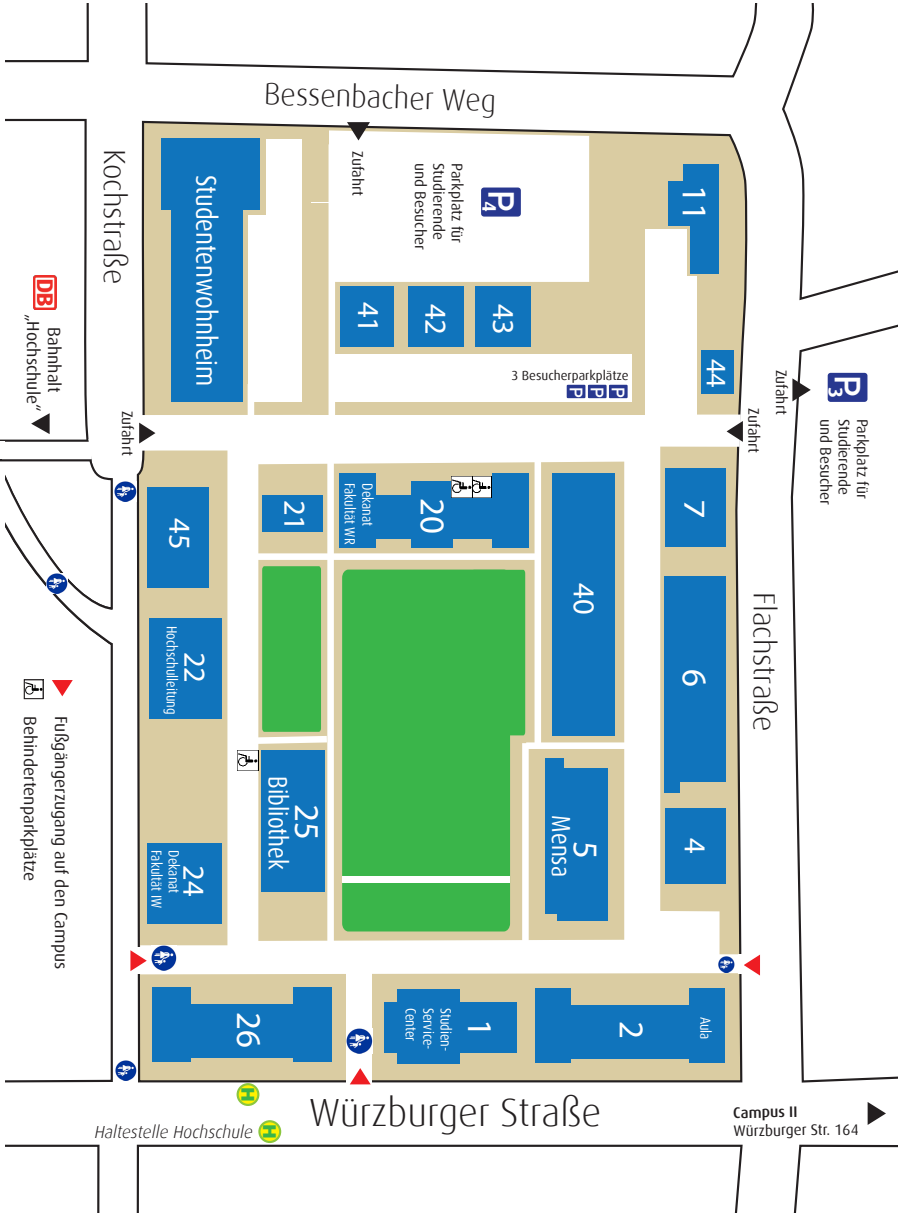 Bessenbacher Weg
Kochstraße
Zufahrt
P4
Parkplatz für
Studierende
und Besucher
11
Studentenwohnheim
41
42
43
44
3 Besucherparkplätze
P P P
DB
Bahnhalt
„Hochschule“
Zufahrt
Zufahrt
Zufahrt
P3
Parkplatz für
Studierende
und Besucher
45
21
20
Dekanat
Fakultät WR
40
7
6
Flachstraße
22
Hochschulleitung
25
Bibliothek
5
Mensa
4
24
Dekanat
Fakultät IW
Fußgängerzugang auf den Campus
Behindertenparkplätze
26
1
Studien-
Service-
Center
2
Aula
H
Würzburger Straße
Haltestelle Hochschule H
Campus II
Würzburger Str. 164